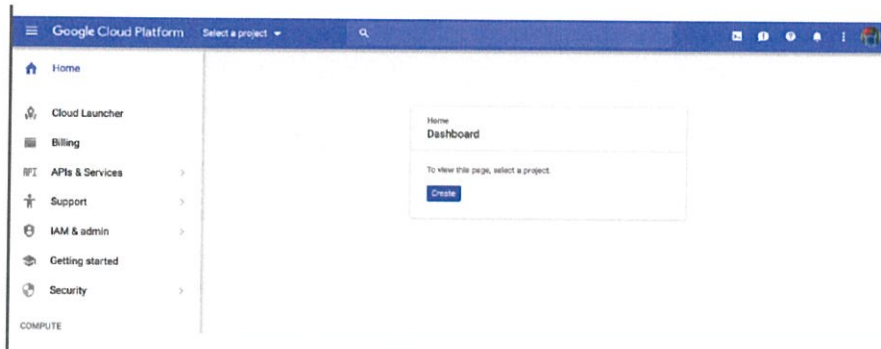 Google Cloud Platform Select a project
Home
Cloud Launcher
Billing
API APIs & Services
Support
IAM & admin
Getting started
Security
COMPUTE
Home
Dashboard
To view this page, select a project.
Create